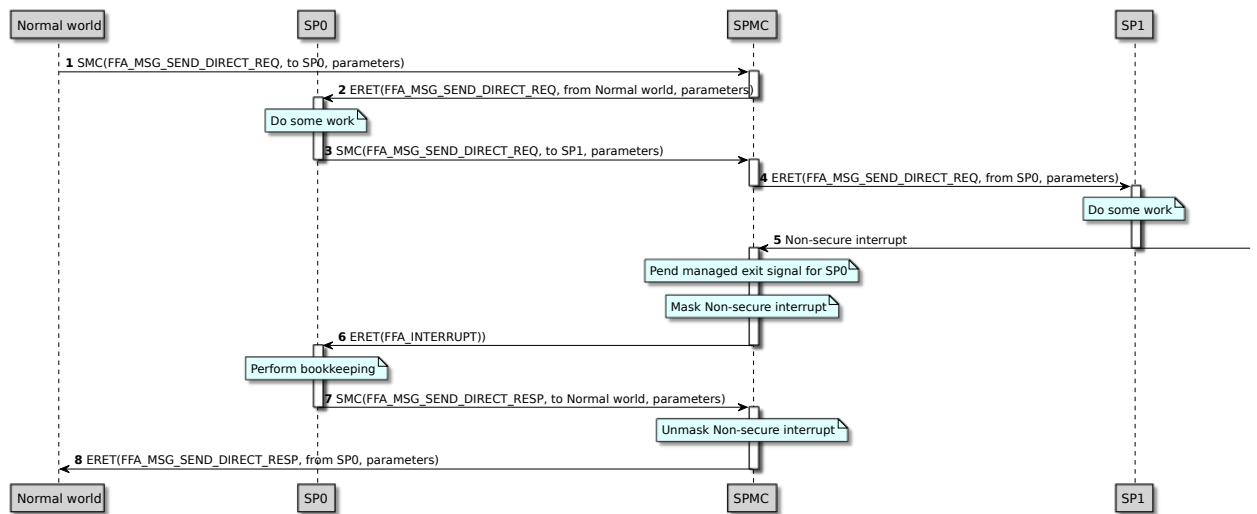 Normal world
SP0
SPMC
SP1
1 SMC(FFA_MSG_SEND_DIRECT_REQ, to SP0, parameters)
2 ERET(FFA_MSG_SEND_DIRECT_REQ, from Normal world, parameters)
Do some work
3 SMC(FFA_MSG_SEND_DIRECT_REQ, to SP1, parameters)
4 ERET(FFA_MSG_SEND_DIRECT_REQ, from SP0, parameters)
Do some work
5 Non-secure interrupt
Pend managed exit signal for SP0
Mask Non-secure interrupt
6 ERET(FFA_INTERRUPT))
Perform bookkeeping
7 SMC(FFA_MSG_SEND_DIRECT_RESP, to Normal world, parameters)
Unmask Non-secure interrupt
8 ERET(FFA_MSG_SEND_DIRECT_RESP, from SP0, parameters)
Normal world
SP0
SPMC
SP1